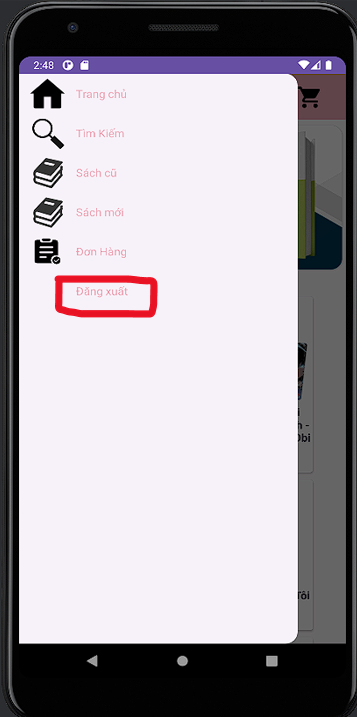 2:48
Trang chủ
Tìm Kiếm
Sách cũ
Sách mới
Đơn Hàng
Đăng xuất